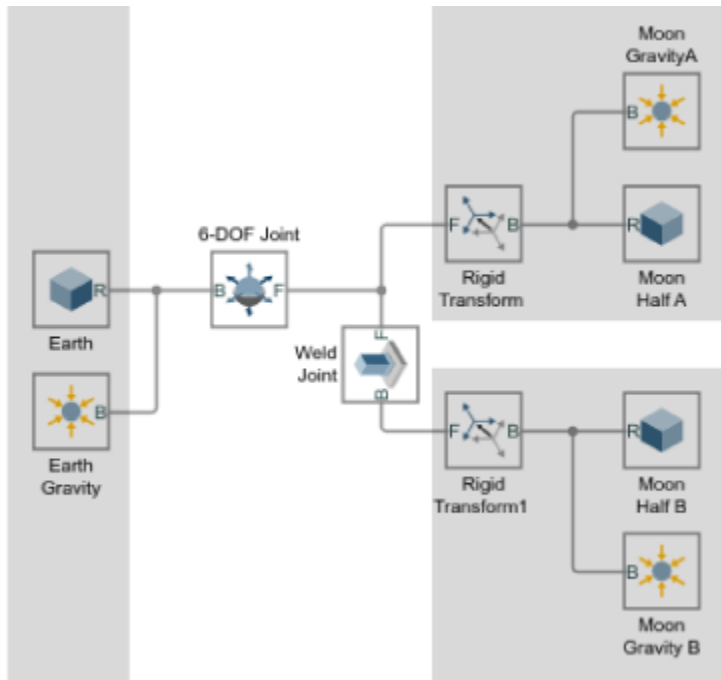 Moon
GravityA
B
F B
R
Rigid
Transform
Moon
Half A
6-DOF Joint
R
B F
Earth
F
Weld
Joint
B
B
Earth
Gravity
F B
R
Rigid
Transform1
Moon
Half B
B
Moon
Gravity B